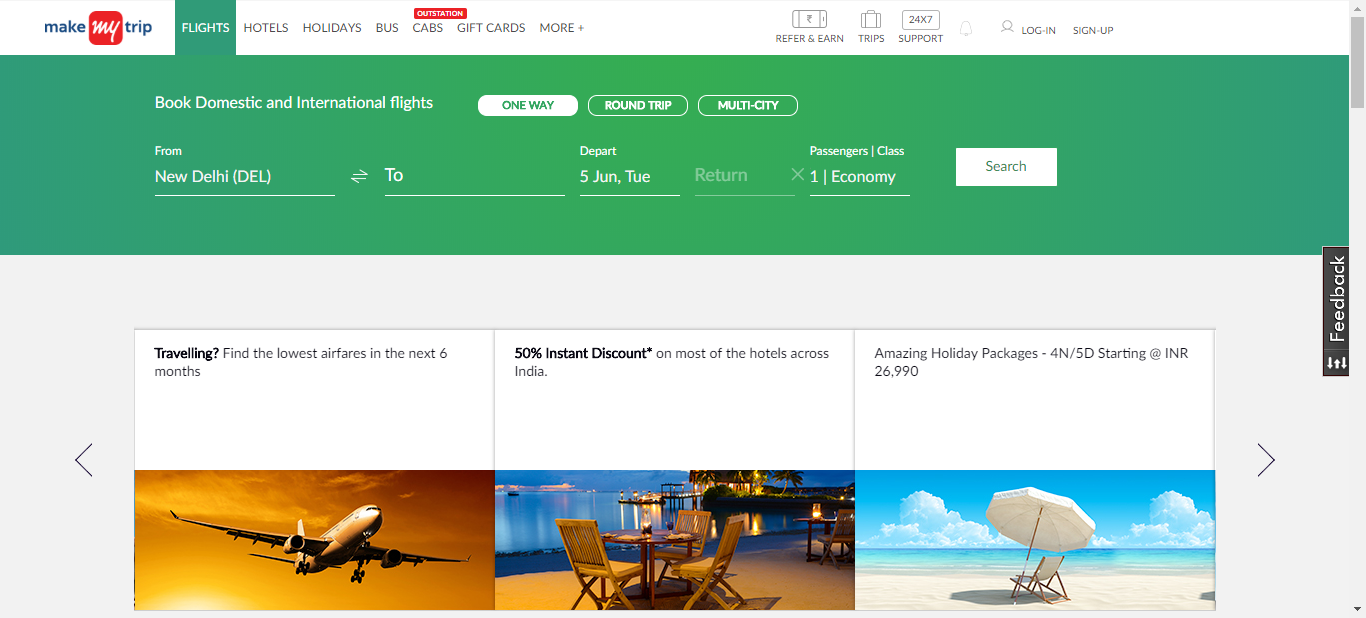 make my trip
FLIGHTS
HOTELS
HOLIDAYS
BUS
OUTSTATION
CABS
GIFT CARDS
MORE +
₹
REFER & EARN
TRIPS
24X7
SUPPORT
LOG-IN
SIGN-UP
Book Domestic and International flights
ONE WAY
ROUND TRIP
MULTI-CITY
From
New Delhi (DEL)
To
Depart
5 Jun, Tue
Return
Passengers | Class
1 | Economy
Search
Feedback
Travelling? Find the lowest airfares in the next 6
months
50% Instant Discount* on most of the hotels across
India.
Amazing Holiday Packages - 4N/5D Starting @ INR
26,990